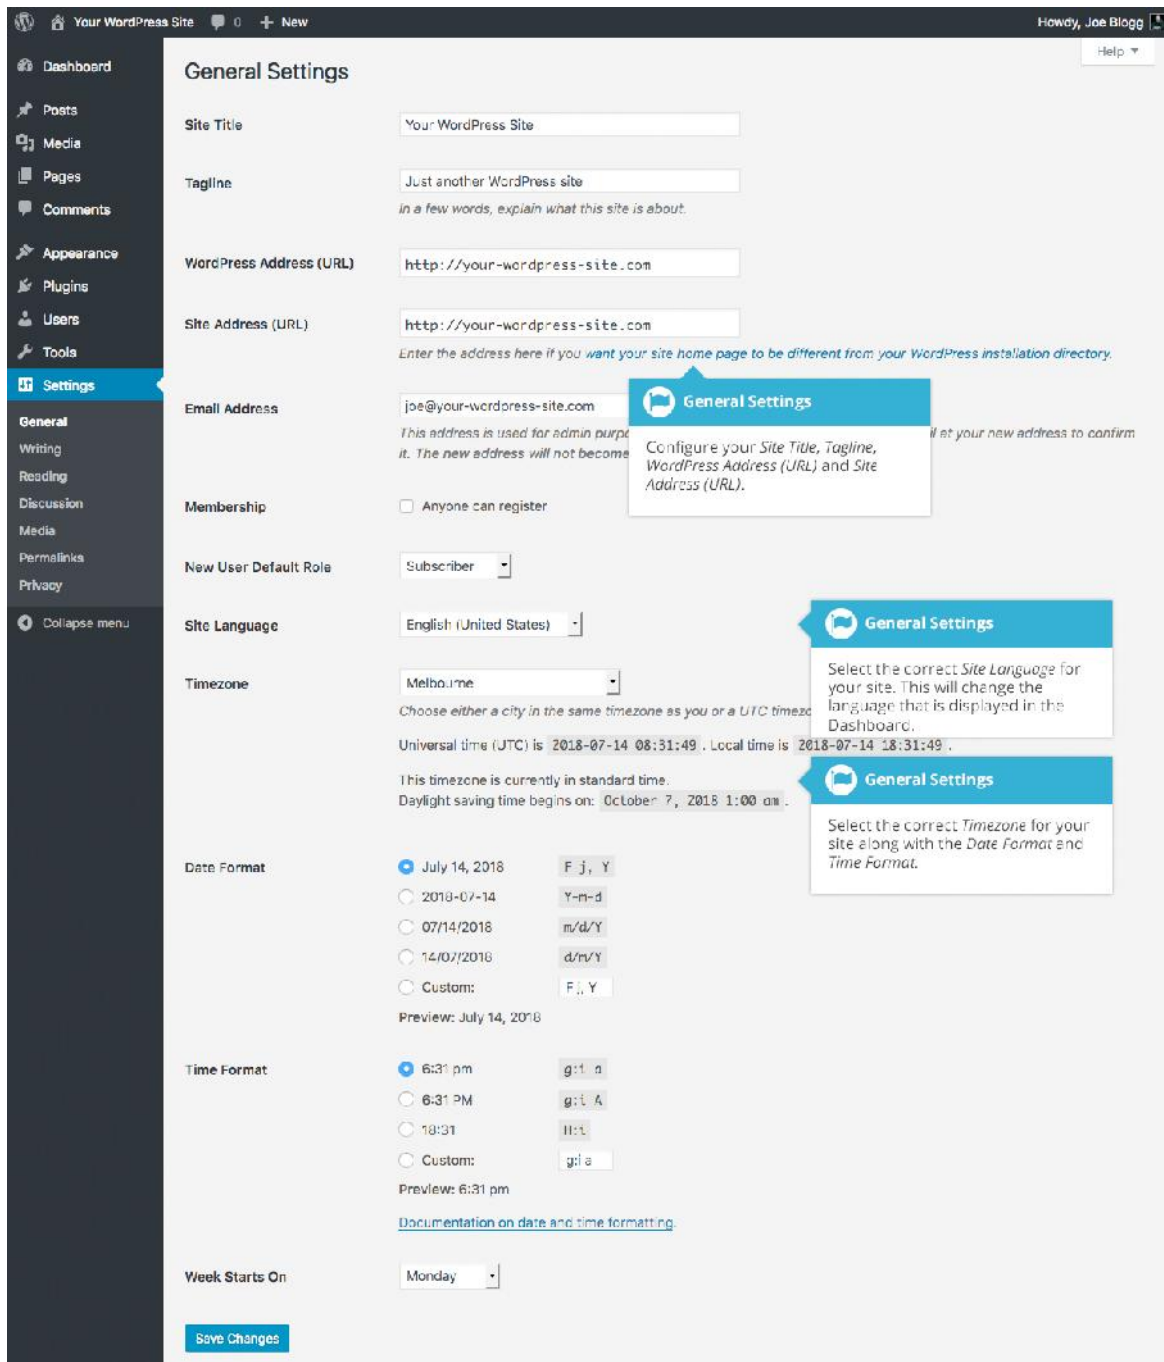 Your WordPress Site 0 + New Howdy, Joe Blogg
Help
Dashboard
Posts
Media
Pages
Comments
Appearance
Plugins
Users
Tools
Settings
General
Writing
Reading
Discussion
Media
Permalinks
Privacy
Collapse menu
General Settings
Site Title Your WordPress Site
Tagline Just another WordPress site
In a few words, explain what this site is about.
WordPress Address (URL) http://your-wordpress-site.com
Site Address (URL) http://your-wordpress-site.com
Enter the address here if you want your site home page to be different from your WordPress installation directory.
Email Address joe@your-wordpress-site.com
This address is used for admin purp il at your new address to confirm
it. The new address will not become
General Settings
Configure your Site Title, Tagline,
WordPress Address (URL) and Site
Address (URL).
Membership Anyone can register
New User Default Role Subscriber
Site Language English (United States)
General Settings
Select the correct Site Language for
your site. This will change the
language that is displayed in the
Dashboard.
Timezone Melbourne
Choose either a city in the same timezone as you or a UTC timez
Universal time (UTC) is 2018-07-14 08:31:49 . Local time is 2018-07-14 18:31:49 .
This timezone is currently in standard time.
Daylight saving time begins on: October 7, 2018 1:00 am .
General Settings
Select the correct Timezone for your
site along with the Date Format and
Time Format.
Date Format July 14, 2018 F j, Y
2018-07-14 Y-m-d
07/14/2018 m/d/Y
14/07/2018 d/m/Y
Custom: F j, Y
Preview: July 14, 2018
Time Format 6:31 pm g:i a
6:31 PM g:i A
18:31 H:i
Custom: g:i a
Preview: 6:31 pm
Documentation on date and time formatting.
Week Starts On Monday
Save Changes